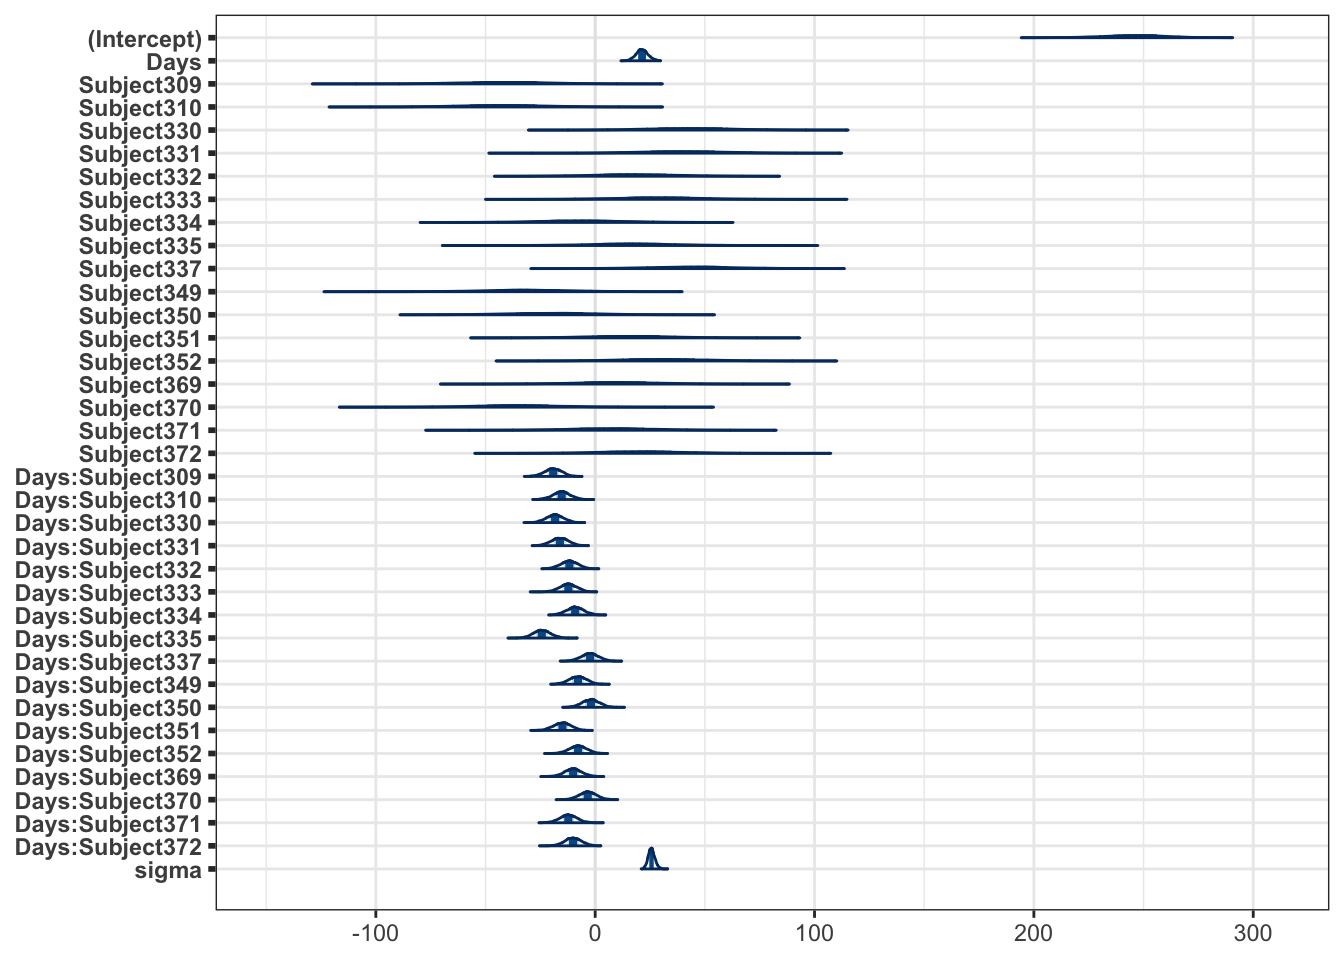 (Intercept)
Days
Subject309
Subject310
Subject330
Subject331
Subject332
Subject333
Subject334
Subject335
Subject337
Subject349
Subject350
Subject351
Subject352
Subject369
Subject370
Subject371
Subject372
Days:Subject309
Days:Subject310
Days:Subject330
Days:Subject331
Days:Subject332
Days:Subject333
Days:Subject334
Days:Subject335
Days:Subject337
Days:Subject349
Days:Subject350
Days:Subject351
Days:Subject352
Days:Subject369
Days:Subject370
Days:Subject371
Days:Subject372
sigma
-100 0 100 200 300